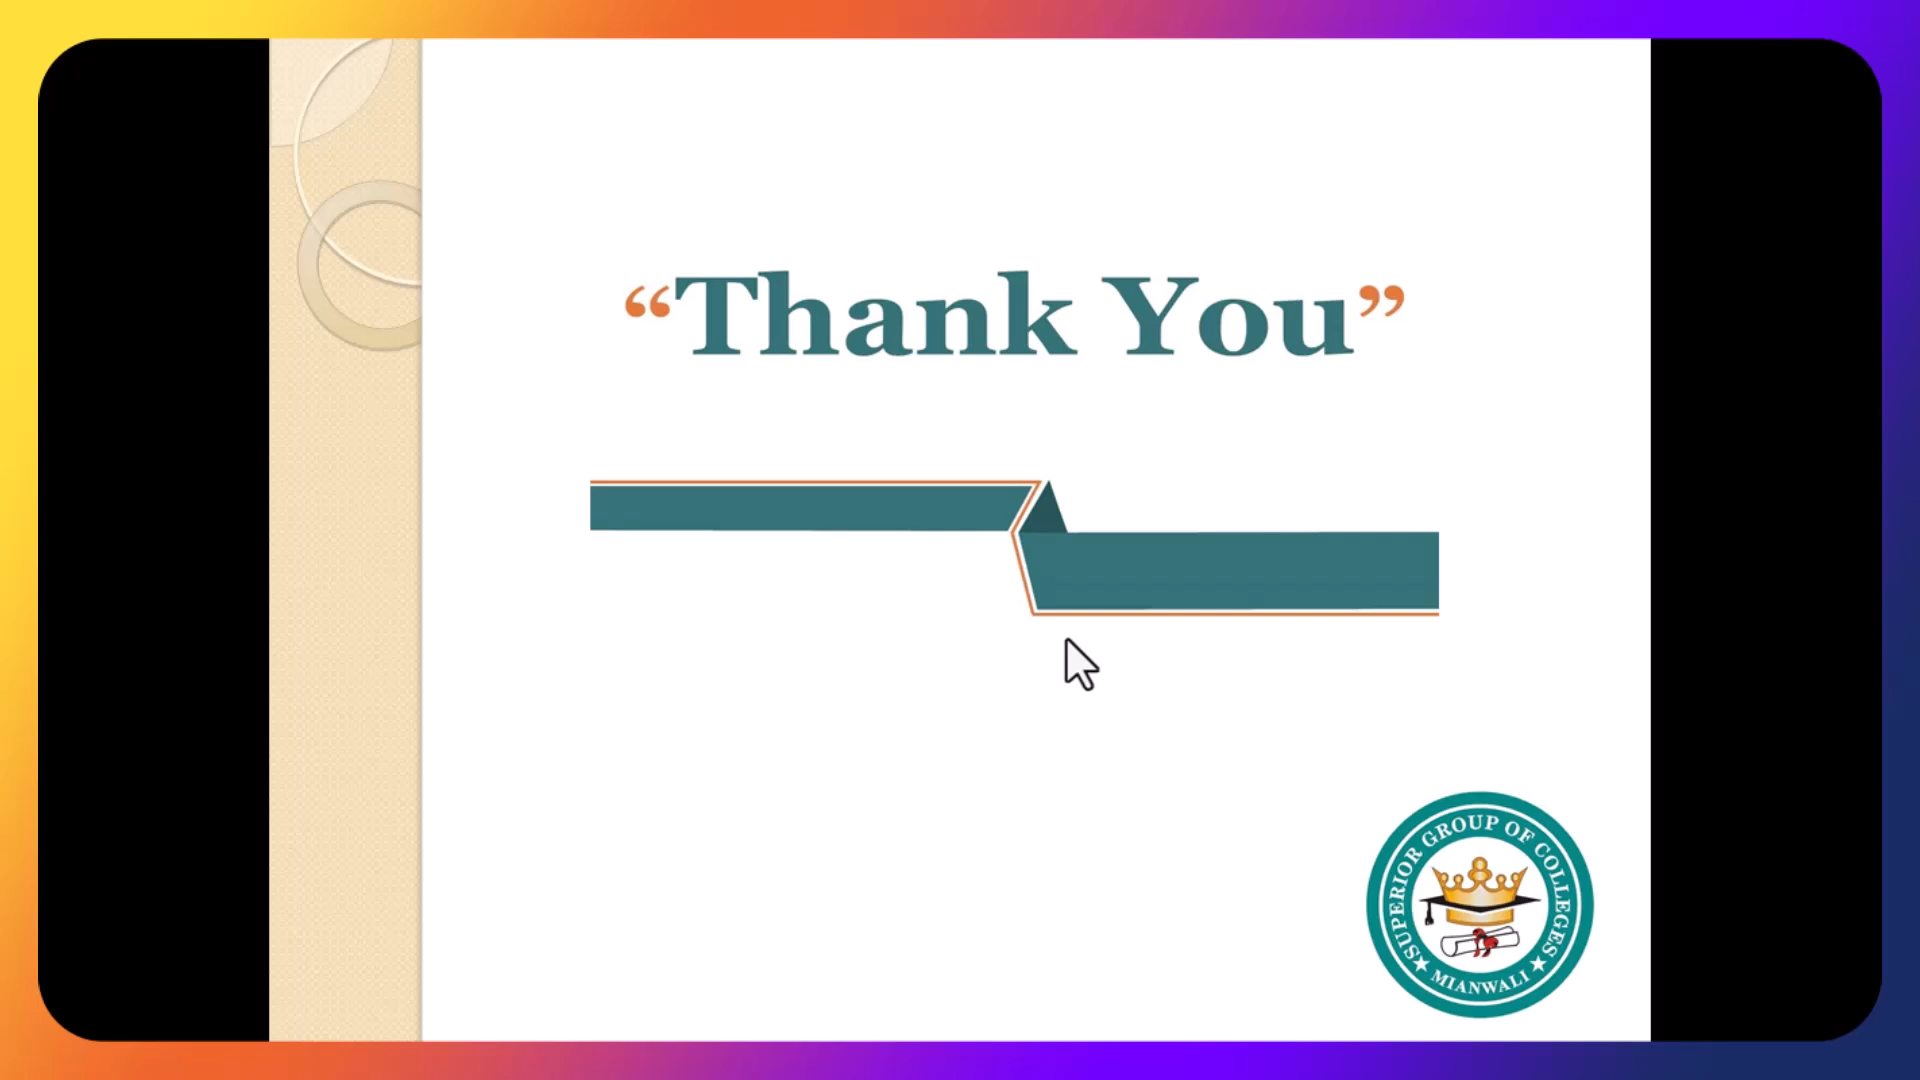 “Thank You”
SUPERIOR GROUP OF COLLEGES
★ MIANWALI ★